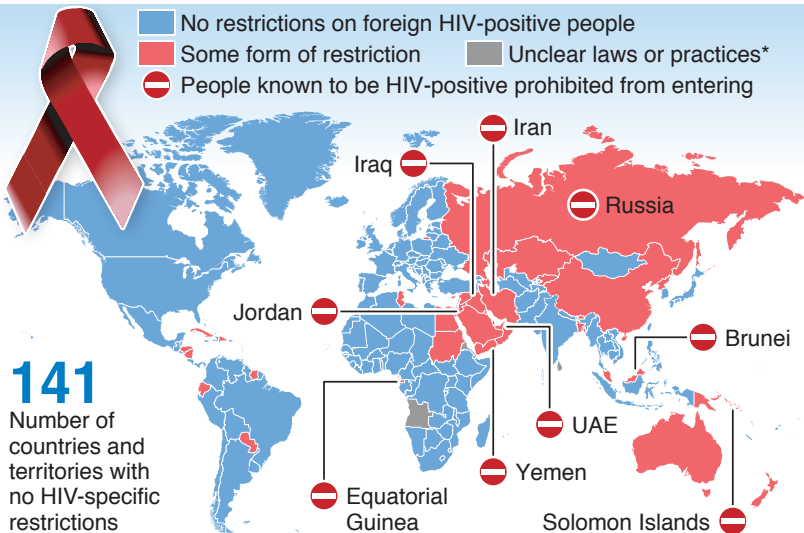 No restrictions on foreign HIV-positive people
Some form of restriction
Unclear laws or practices*
People known to be HIV-positive prohibited from entering
Iran
Iraq
Russia
Jordan
Brunei
141
Number of
countries and
territories with
no HIV-specific
restrictions
UAE
Yemen
Equatorial
Guinea
Solomon Islands